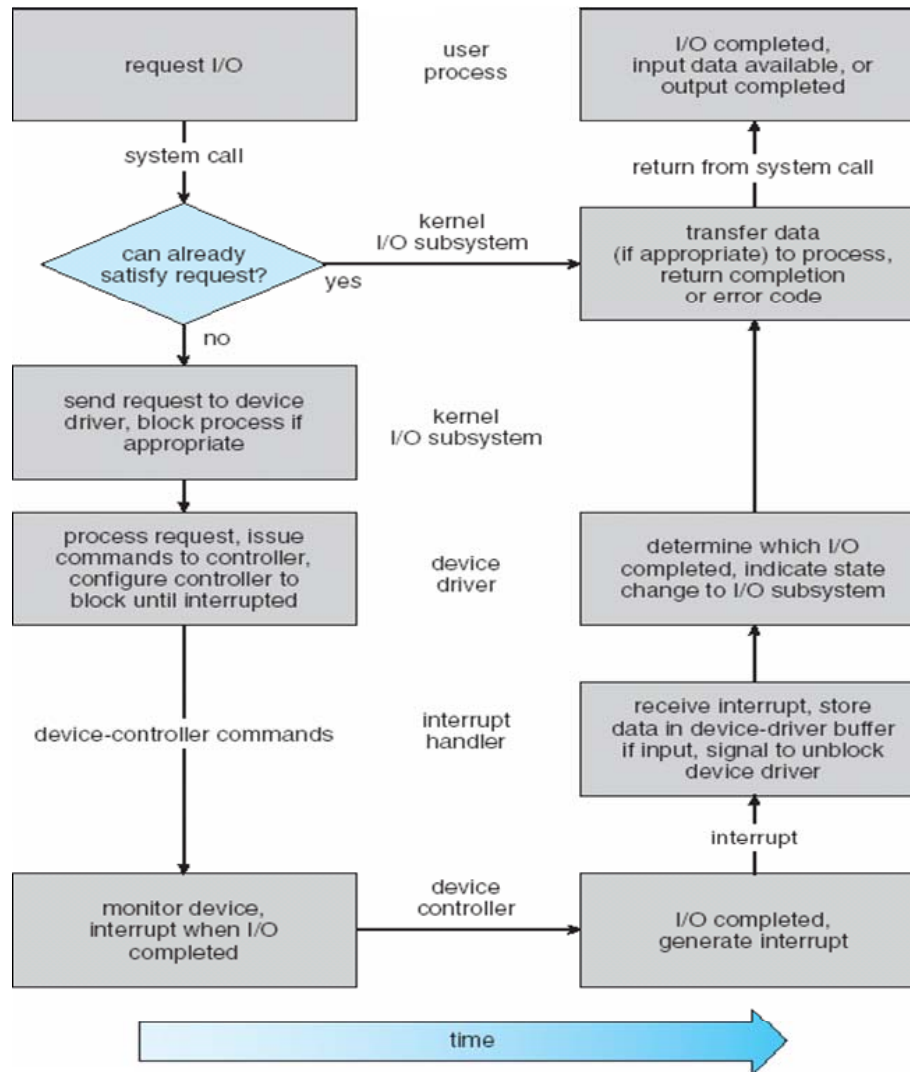 request I/O
user
process
I/O completed,
input data available, or
output completed
system call
return from system call
can already
satisfy request?
kernel
I/O subsystem
yes
transfer data
(if appropriate) to process,
return completion
or error code
no
send request to device
driver, block process if
appropriate
kernel
I/O subsystem
process request, issue
commands to controller,
configure controller to
block until interrupted
device
driver
determine which I/O
completed, indicate state
change to I/O subsystem
device-controller commands
interrupt
handler
receive interrupt, store
data in device-driver buffer
if input, signal to unblock
device driver
interrupt
monitor device,
interrupt when I/O
completed
device
controller
I/O completed,
generate interrupt
time